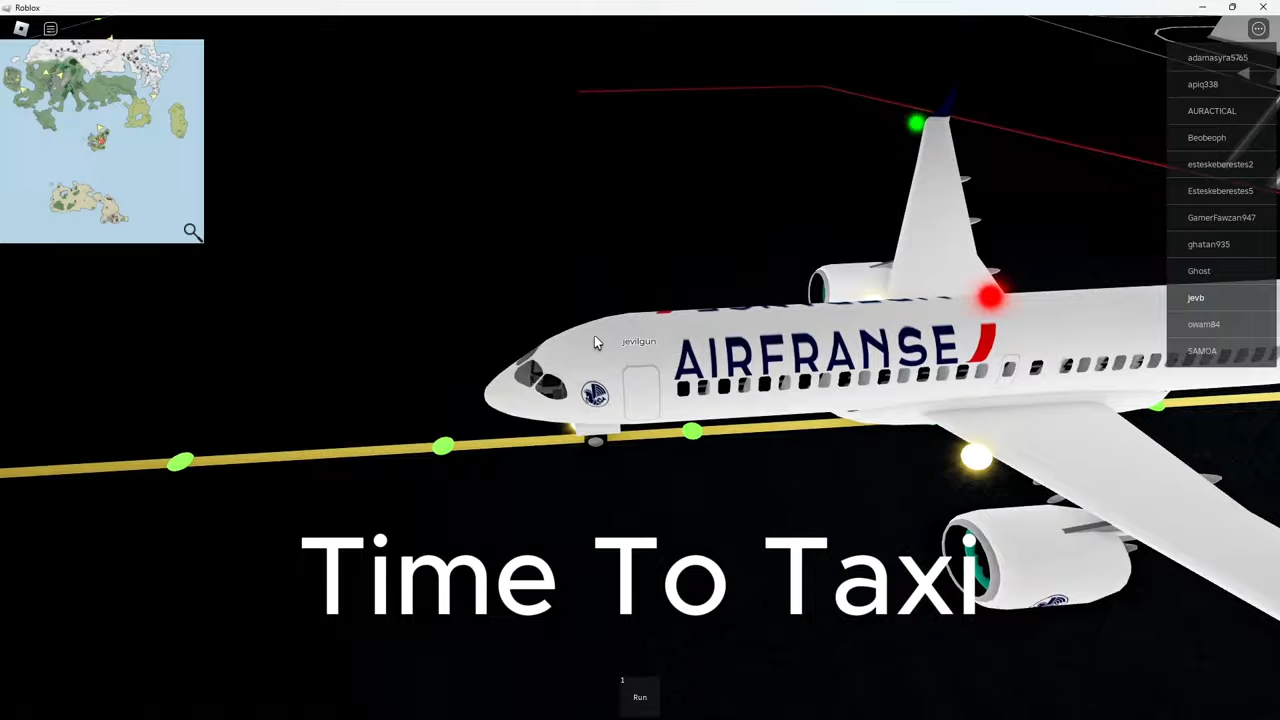 Roblox
adamasyra5765
apiq338
AURACTICAL
Beobeoph
esteskeberestes2
Esteskeberestes5
GamerFawzan947
ghatan935
Ghost
jevb
owam84
SAMOA
jevilgun
AIRFRANSE
Time To Taxi
1
Run